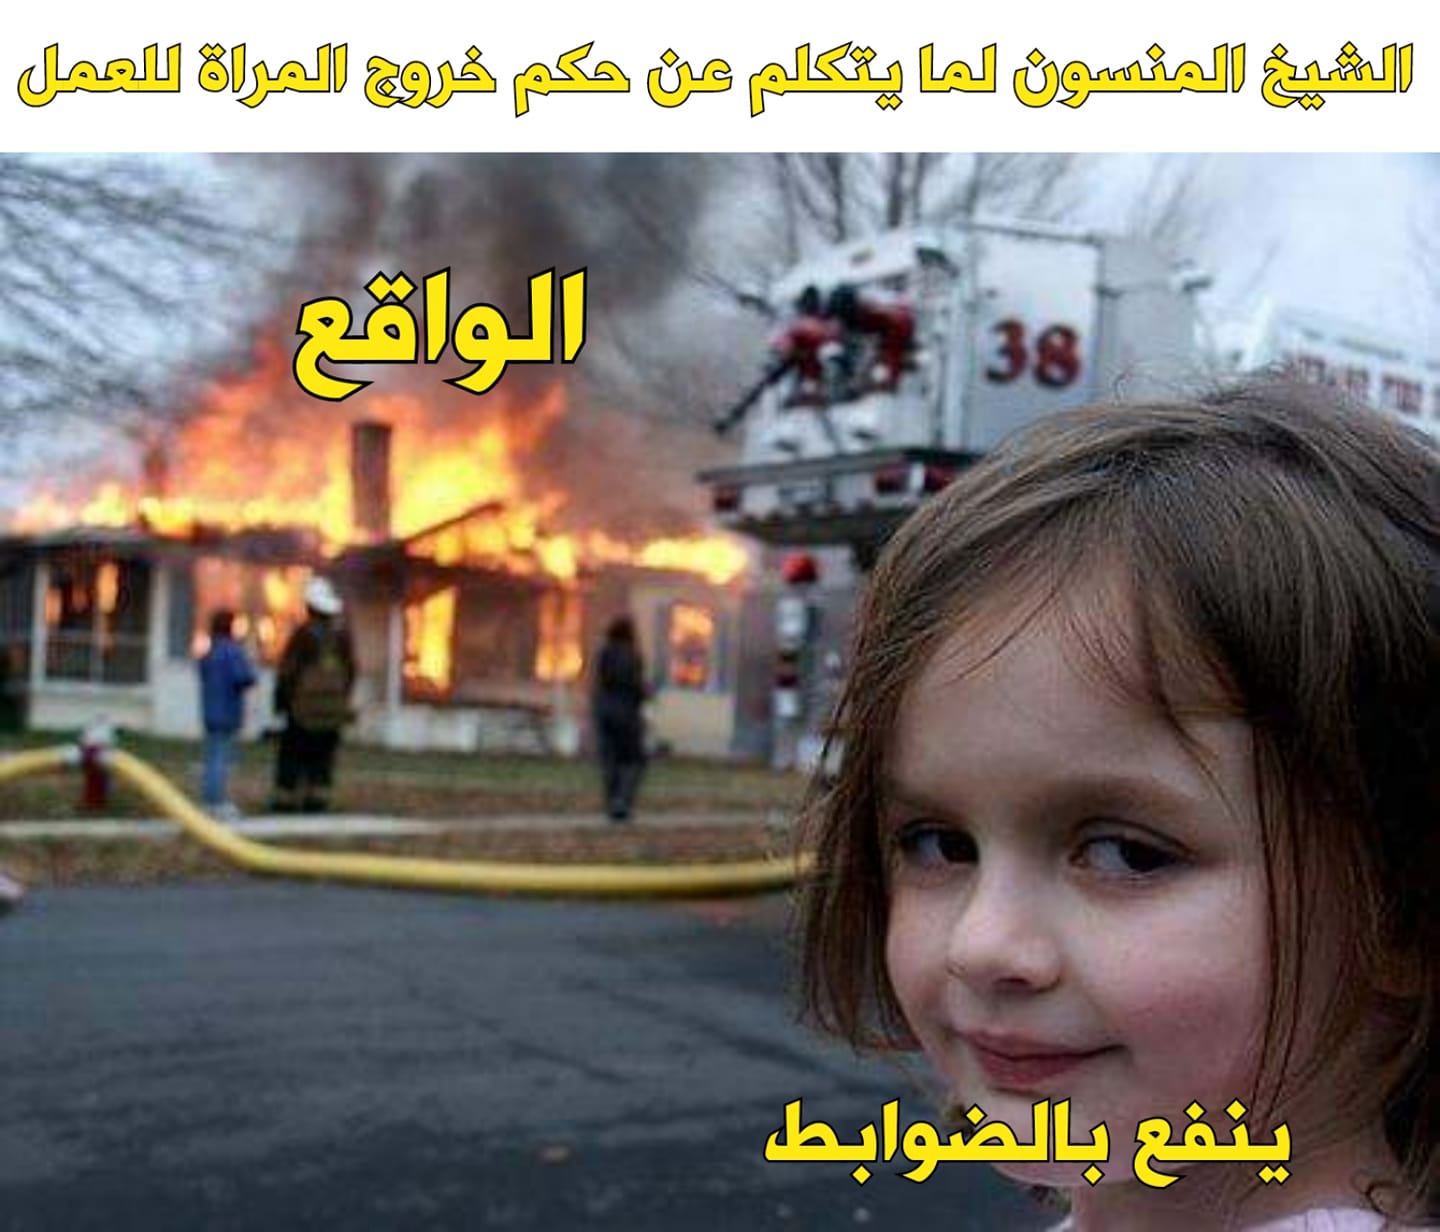 الشيخ المنسون لما يتكلم عن حكم خروج المراة للعمل
الواقع
38
ينفع بالضوابط